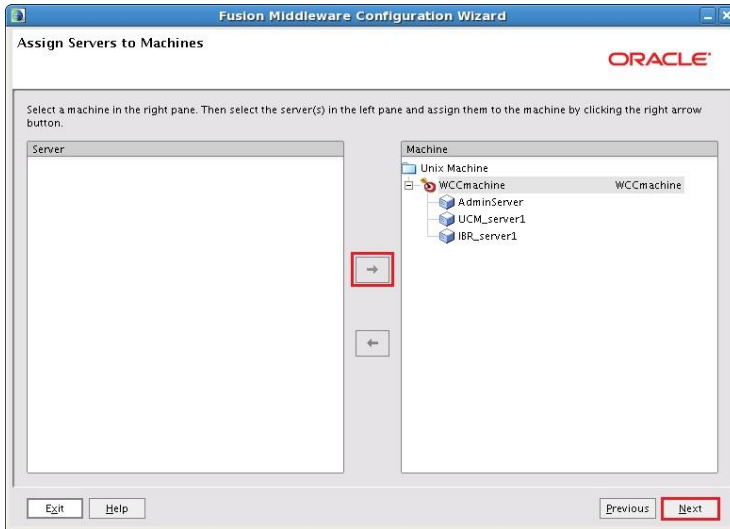 Fusion Middleware Configuration Wizard
Assign Servers to Machines
ORACLE
Select a machine in the right pane. Then select the server(s) in the left pane and assign them to the machine by clicking the right arrow
button.
Server
Machine
Unix Machine
WCCmachine WCCmachine
AdminServer
UCM_server1
IBR_server1
Exit Help Previous Next